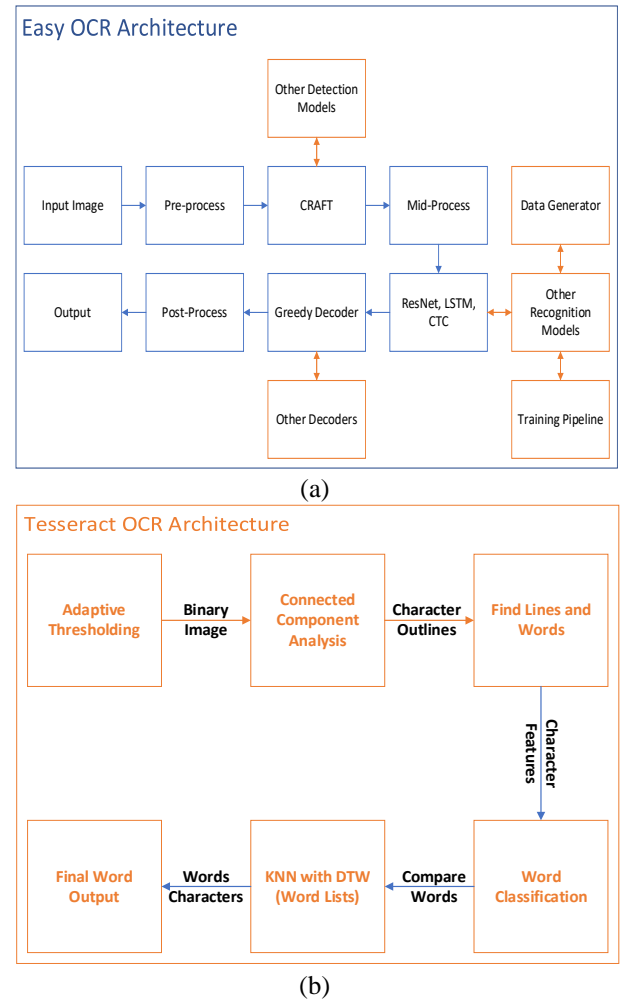 Easy OCR Architecture
Other Detection
Models
Input Image
Pre-process
CRAFT
Mid-Process
Data Generator
Output
Post-Process
Greedy Decoder
ResNet, LSTM,
CTC
Other
Recognition
Models
Other Decoders
Training Pipeline
(a)
Tesseract OCR Architecture
Adaptive
Thresholding
Binary
Image
Connected
Component
Analysis
Character
Outlines
Find Lines and
Words
Character
Features
Final Word
Output
Words
Characters
KNN with DTW
(Word Lists)
Compare
Words
Word
Classification
(b)